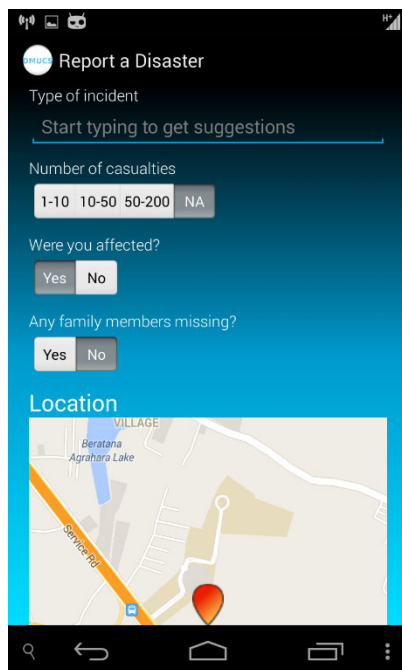 H+
DMUCS Report a Disaster
Type of incident
Start typing to get suggestions
Number of casualties
1-10 10-50 50-200 NA
Were you affected?
Yes No
Any family members missing?
Yes No
Location
VILLAGE
Beratana
Agrahara Lake
Service Rd